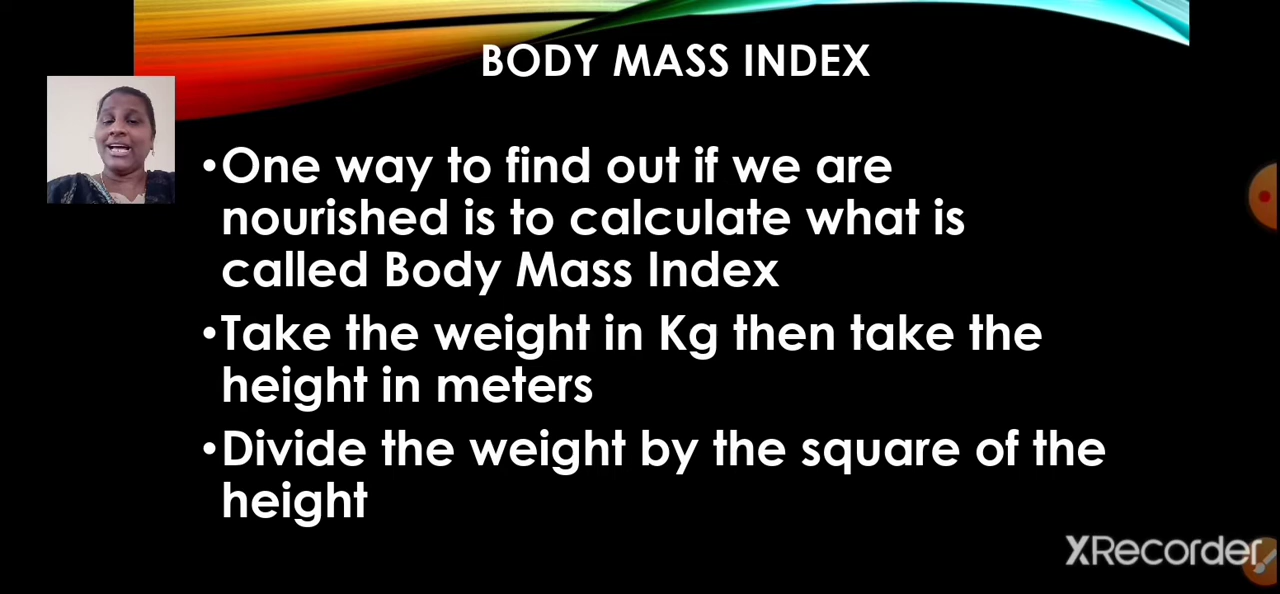 BODY MASS INDEX
•One way to find out if we are
nourished is to calculate what is
called Body Mass Index
•Take the weight in Kg then take the
height in meters
•Divide the weight by the square of the
height
XRecorder